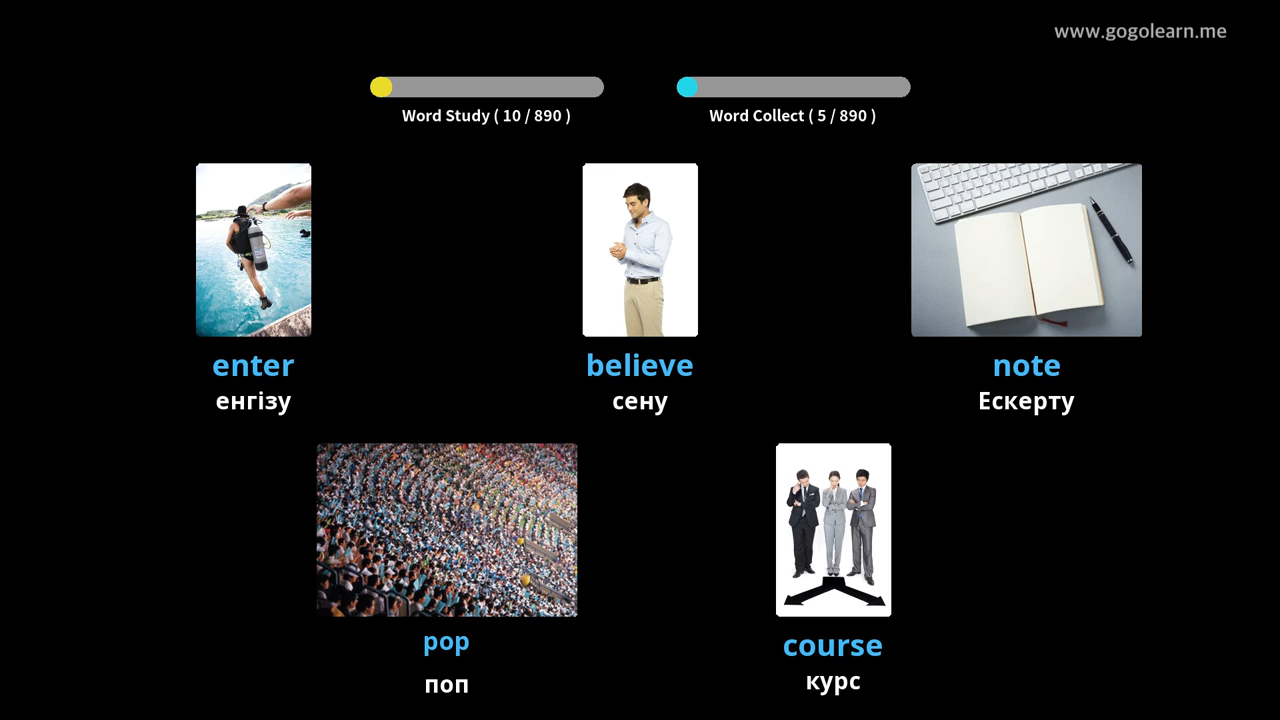 www.gogolearn.me
Word Study ( 10 / 890 )
Word Collect ( 5 / 890 )
enter
енгізу
believe
сену
note
Ескерту
pop
поп
course
курс